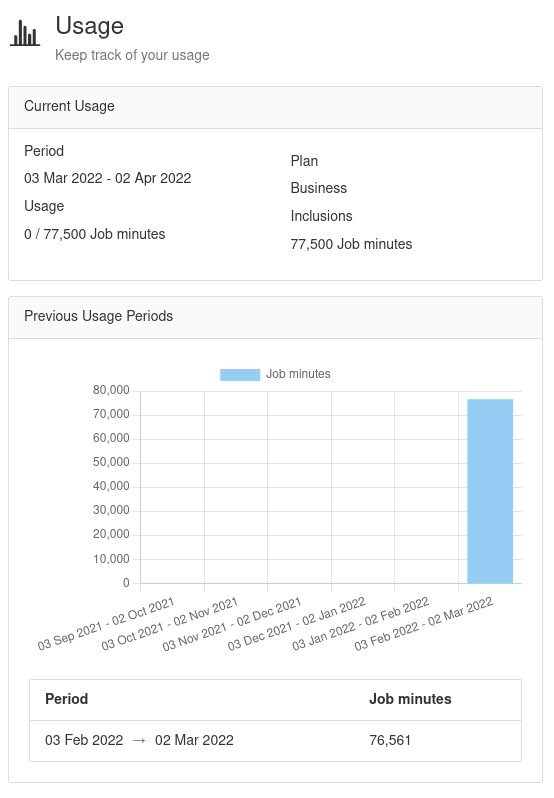 Usage
Keep track of your usage
Current Usage
Period
03 Mar 2022 - 02 Apr 2022
Usage
0 / 77,500 Job minutes
Plan
Business
Inclusions
77,500 Job minutes
Previous Usage Periods
Job minutes
80,000
70,000
60,000
50,000
40,000
30,000
20,000
10,000
0
03 Sep 2021 - 02 Oct 2021
03 Oct 2021 - 02 Nov 2021
03 Nov 2021 - 02 Dec 2021
03 Dec 2021 - 02 Jan 2022
03 Jan 2022 - 02 Feb 2022
03 Feb 2022 - 02 Mar 2022
Period Job minutes
03 Feb 2022 → 02 Mar 2022 76,561